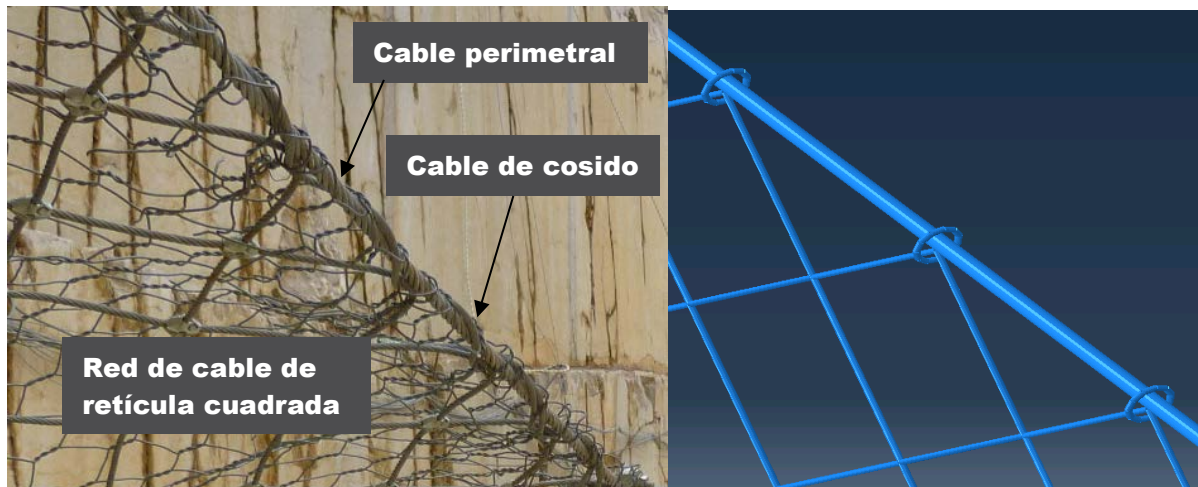 Cable perimetral
Cable de cosido
Red de cable de
retícula cuadrada